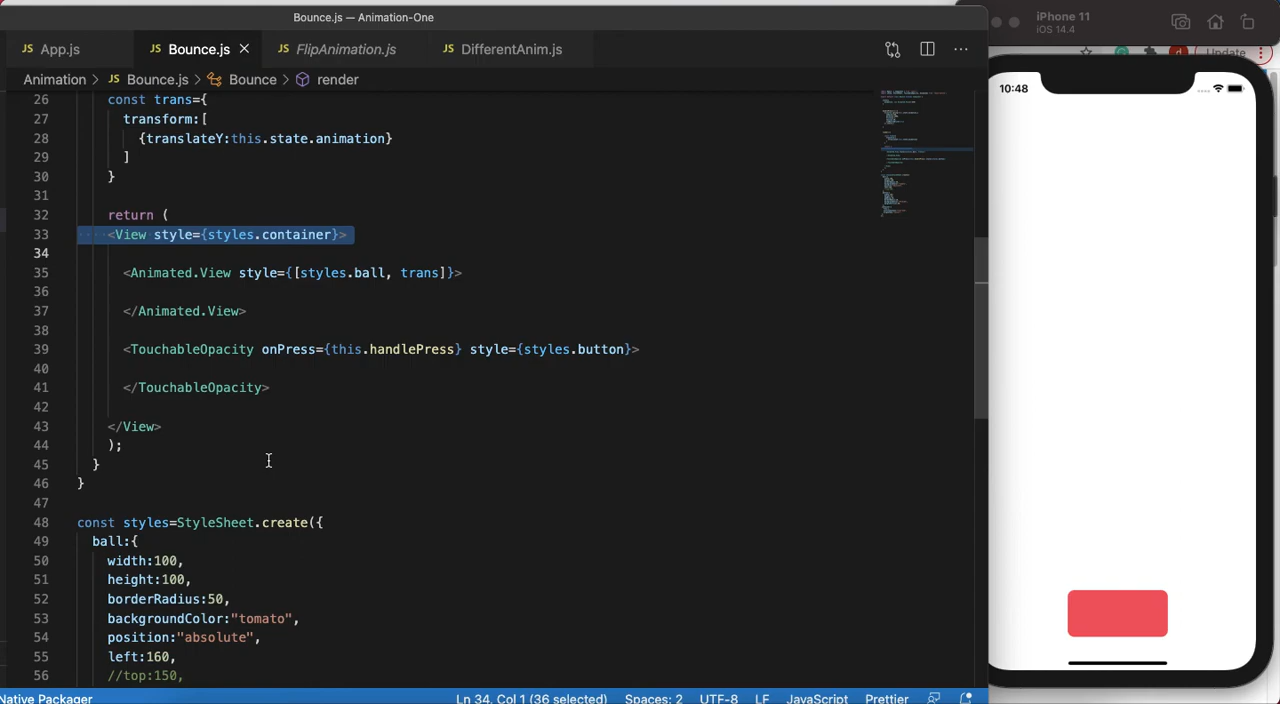 Bounce.js — Animation-One
JS App.js
JS Bounce.js
JS FlipAnimation.js
JS DifferentAnim.js
Animation > JS Bounce.js > Bounce > render
26 const trans={
27 transform:[
28 {translateY:this.state.animation}
29 ]
30 }
31
32 return (
33 <View style={styles.container}>
34
35 <Animated.View style={[styles.ball, trans]}>
36
37 </Animated.View>
38
39 <TouchableOpacity onPress={this.handlePress} style={styles.button}>
40
41 </TouchableOpacity>
42
43 </View>
44 );
45 }
46 }
47
48 const styles=StyleSheet.create({
49 ball:{
50 width:100,
51 height:100,
52 borderRadius:50,
53 backgroundColor:"tomato",
54 position:"absolute",
55 left:160,
56 //top:150,
Native Packager
Ln 34, Col 1 (36 selected)
Spaces: 2
UTF-8
LF
JavaScript
Prettier
iPhone 11
iOS 14.4
Update
10:48